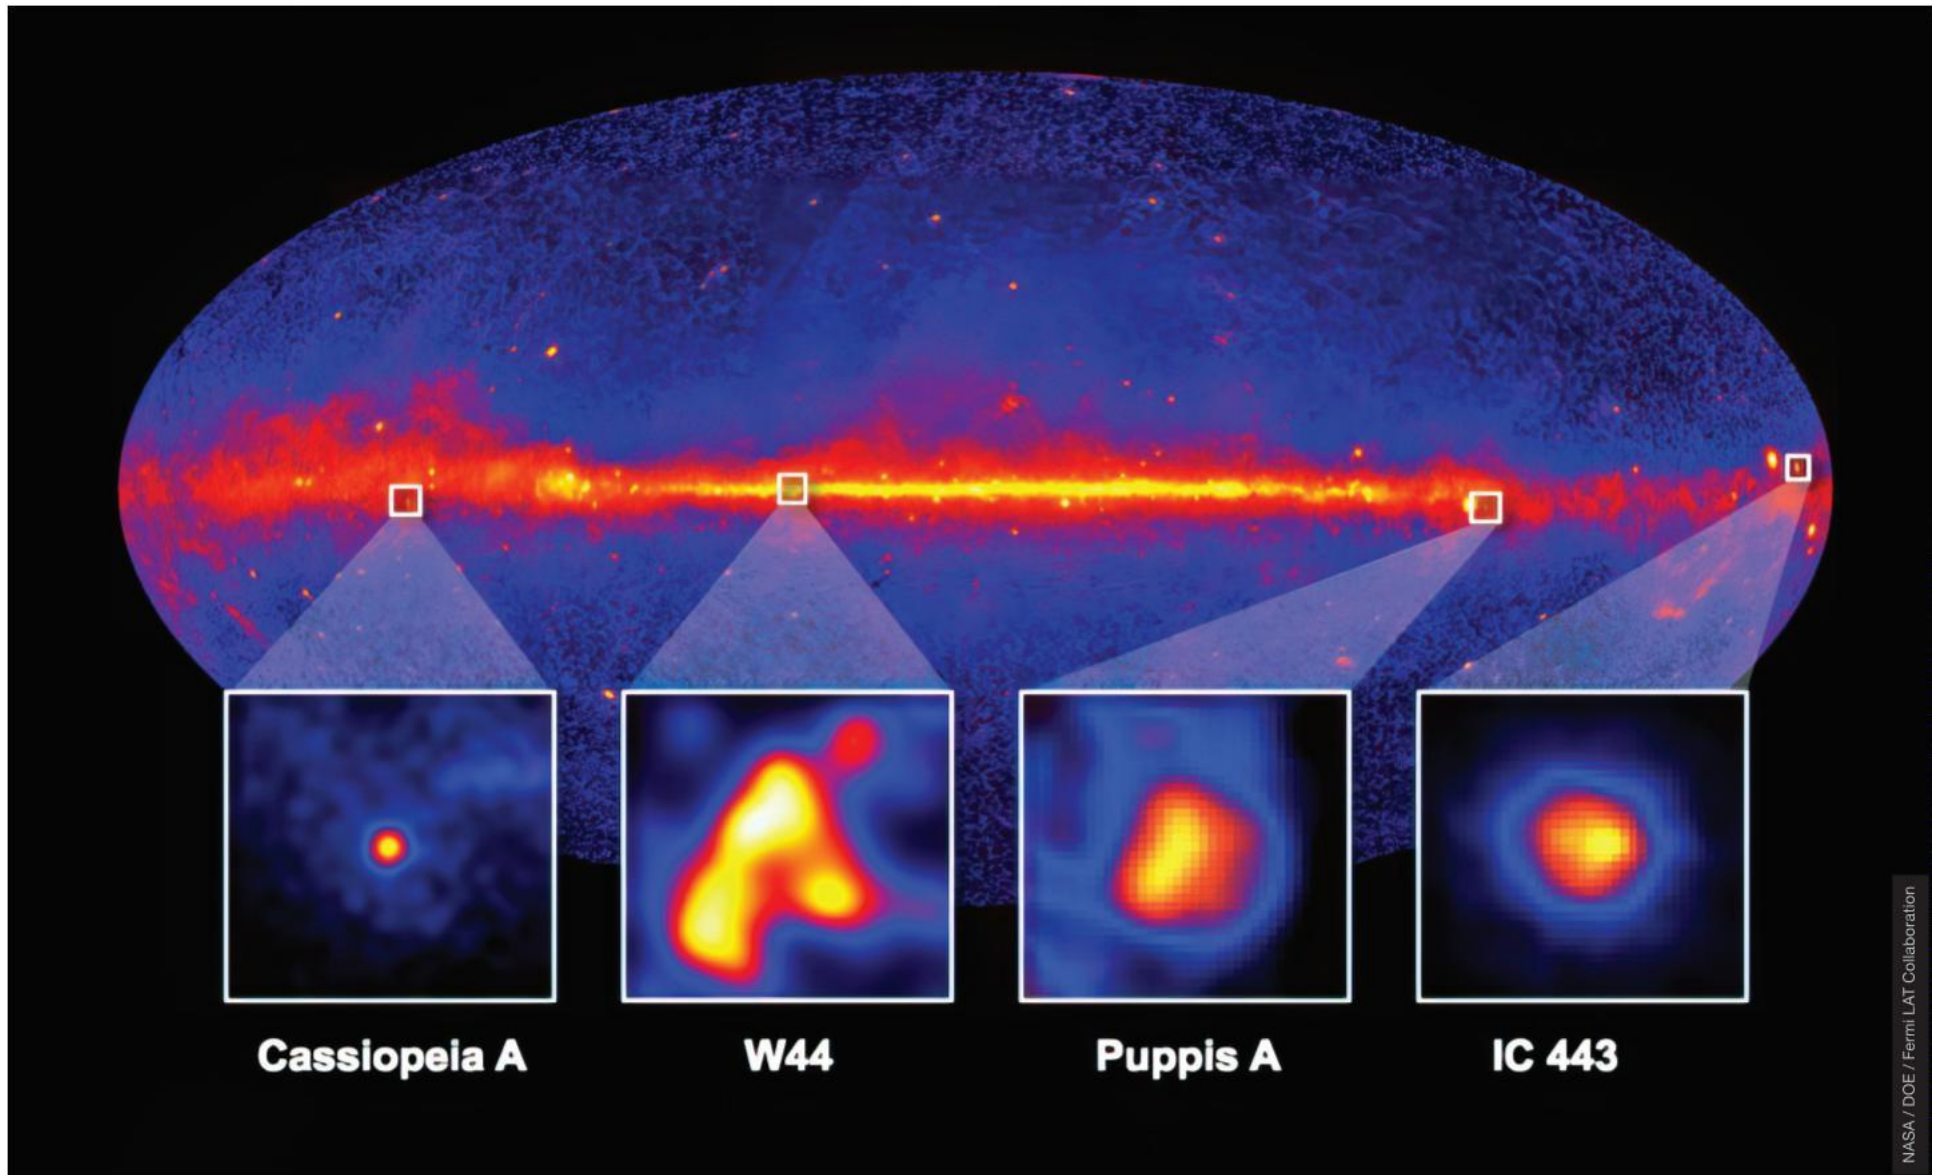 Cassiopeia A
W44
Puppis A
IC 443
NASA / DOE / Fermi LAT Collaboration